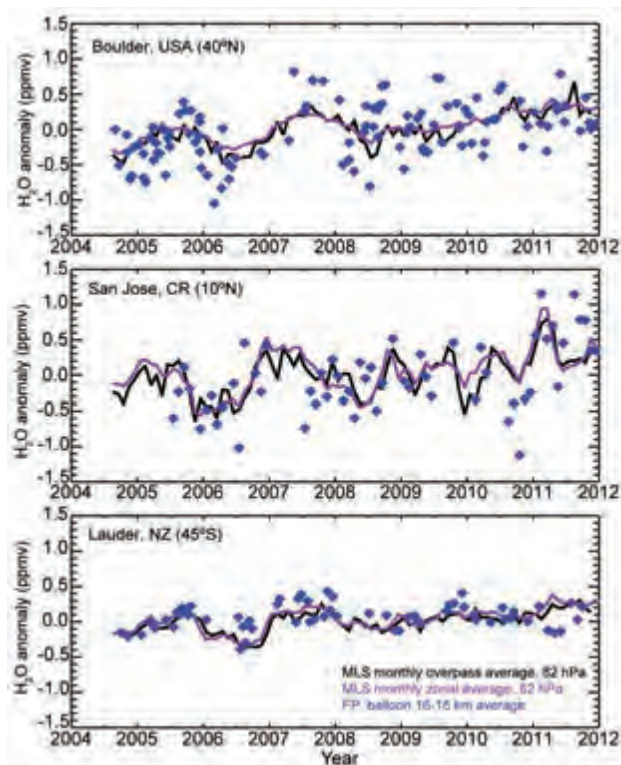 Boulder, USA (40ºN)
H2O anomaly (ppmv)
1.5
1.0
0.5
0.0
-0.5
-1.0
-1.5
2004 2005 2006 2007 2008 2009 2010 2011 2012
San Jose, CR (10ºN)
H2O anomaly (ppmv)
1.5
1.0
0.5
0.0
-0.5
-1.0
-1.5
2004 2005 2006 2007 2008 2009 2010 2011 2012
Lauder, NZ (45ºS)
H2O anomaly (ppmv)
1.5
1.0
0.5
0.0
-0.5
-1.0
-1.5
MLS monthly overpass average, 82 hPa
MLS monthly zonal average, 82 hPa
FP balloon 16-18 km average
2004 2005 2006 2007 2008 2009 2010 2011 2012
Year